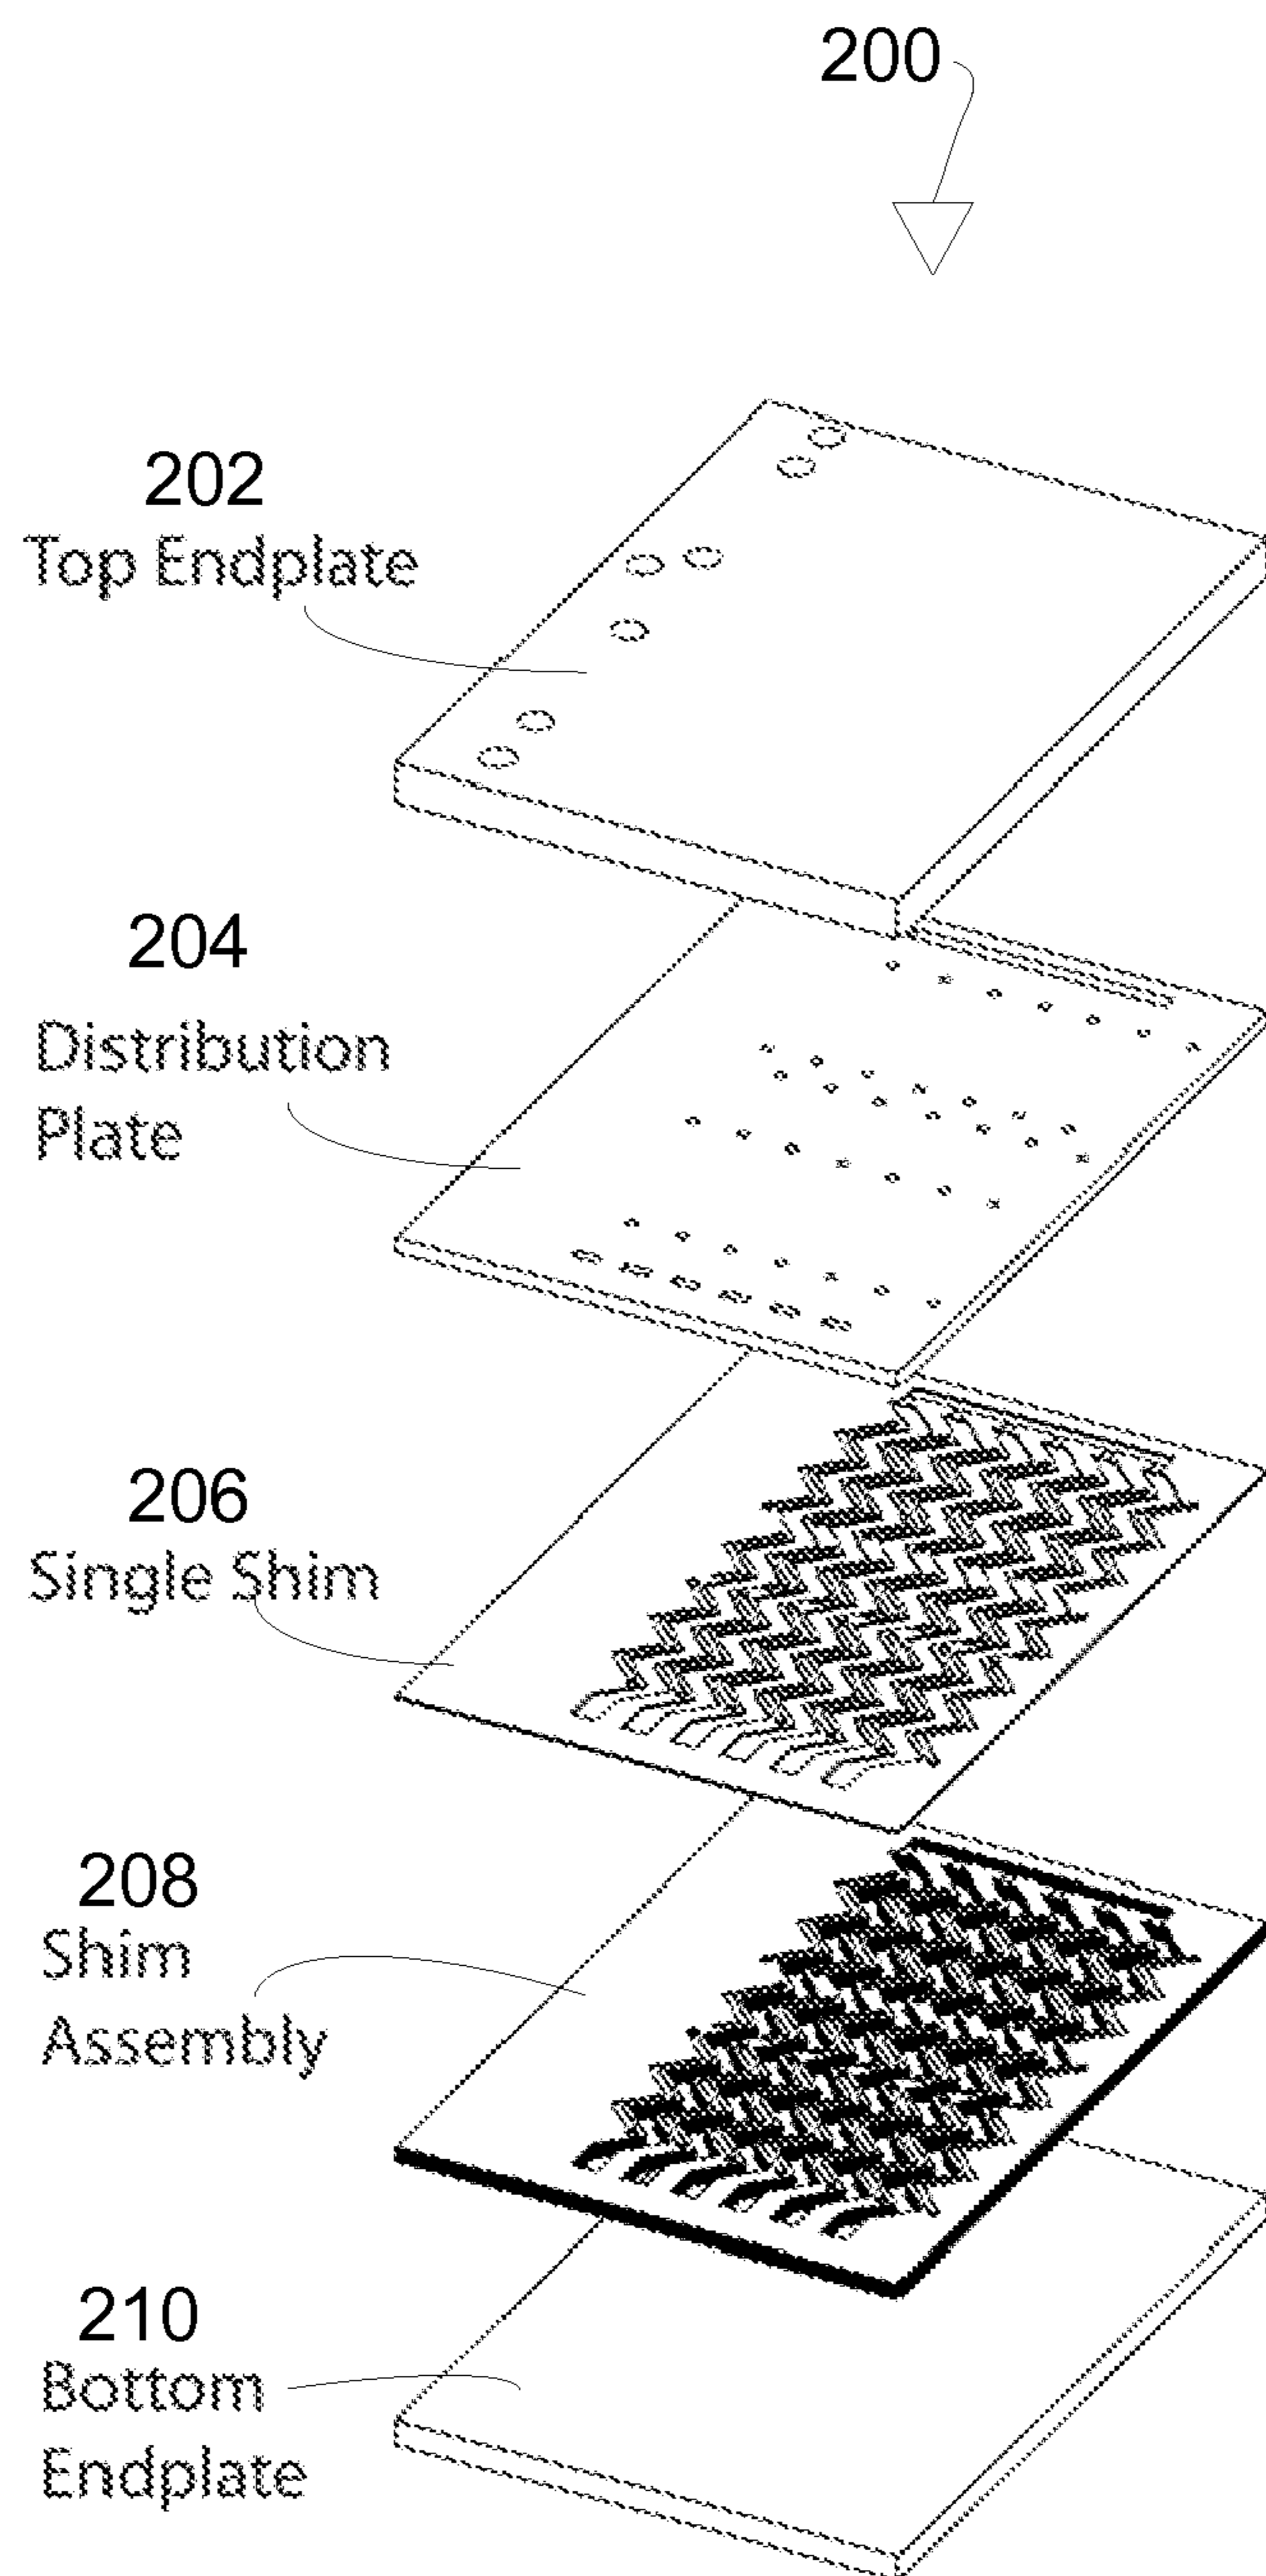 200
202
Top Endplate
204
Distribution
Plate
206
Single Shim
208
Shim
Assembly
210
Bottom
Endplate